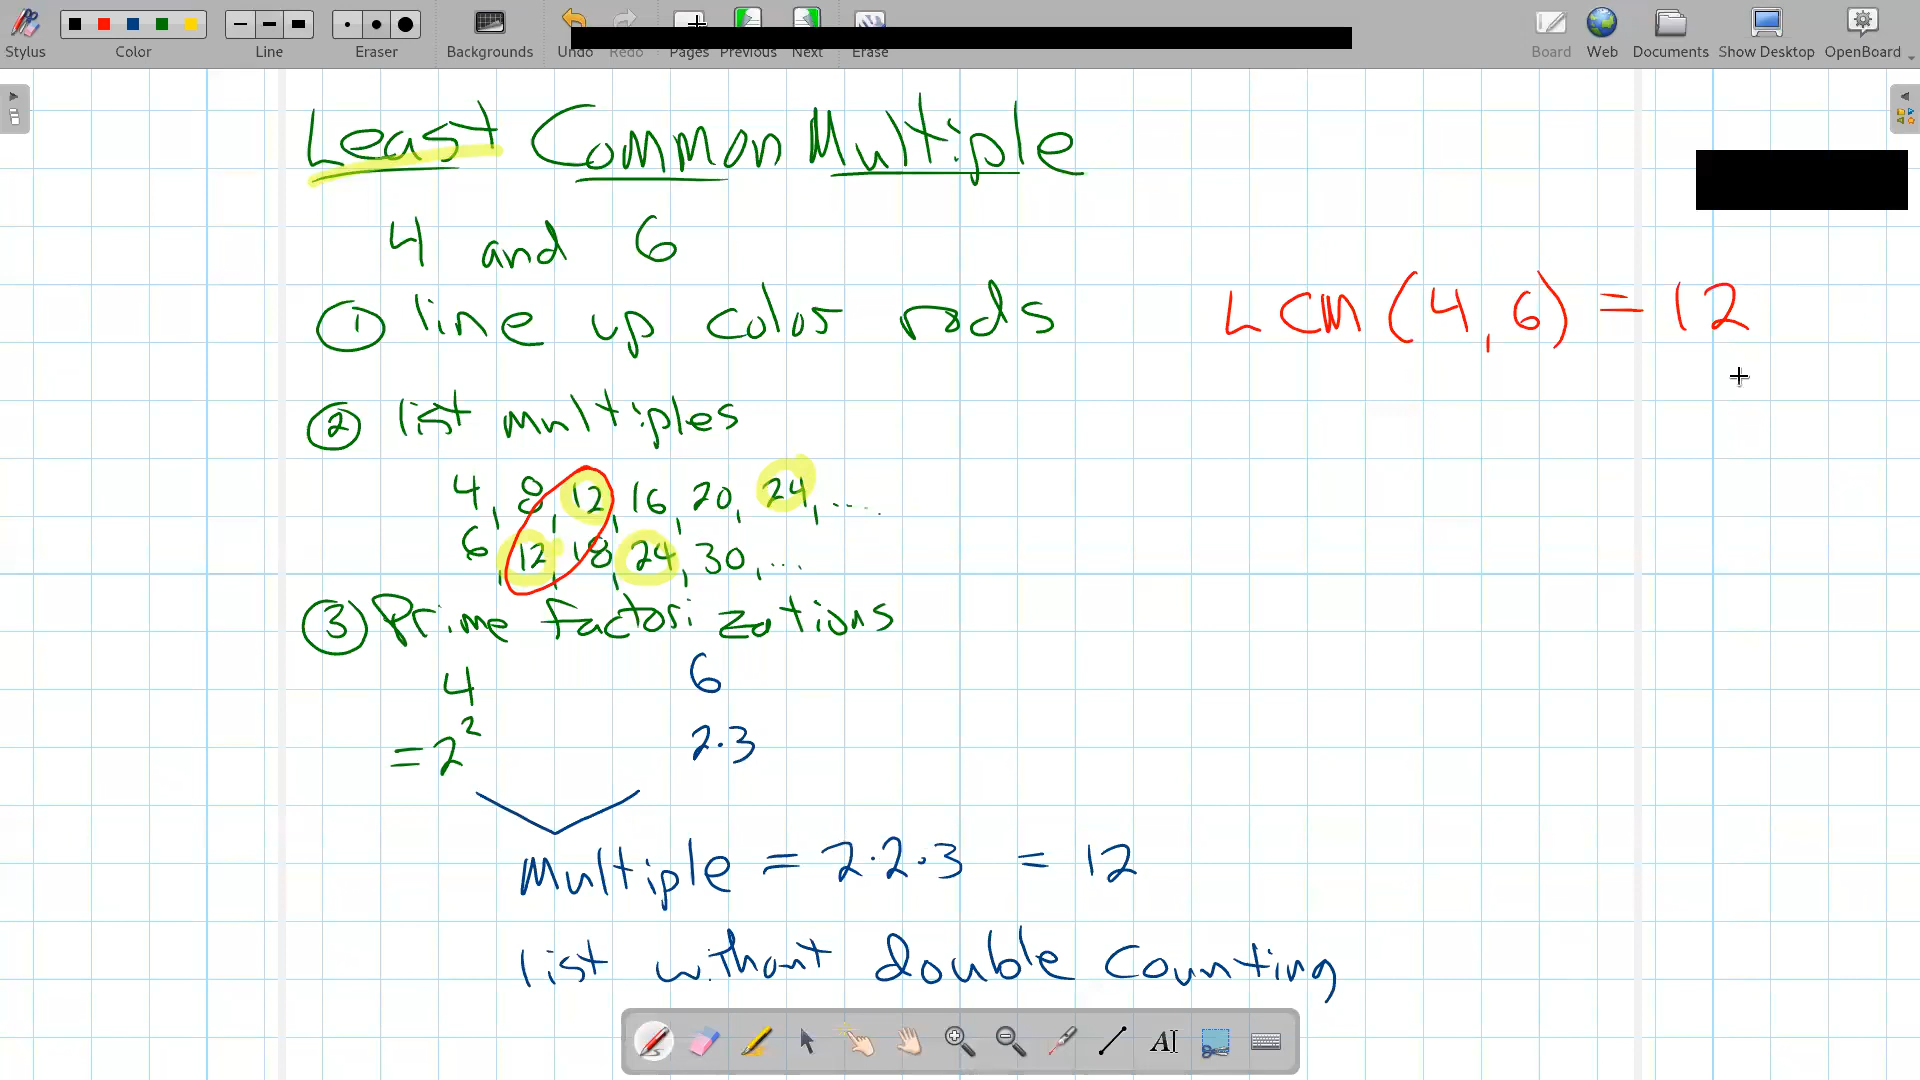 Stylus Color Line Eraser Backgrounds Undo Redo Pages Previous Next Erase Board Web Documents Show Desktop OpenBoard
Least Common Multiple
4 and 6
① line up color rods
LCM(4,6) = 12
② list multiples
4, 8, 12, 16, 20, 24, ....
6, 12, 18, 24, 30, ...
③ Prime factorizations
4 6
=2² 2·3
Multiple = 2·2·3 = 12
list without double counting
AI